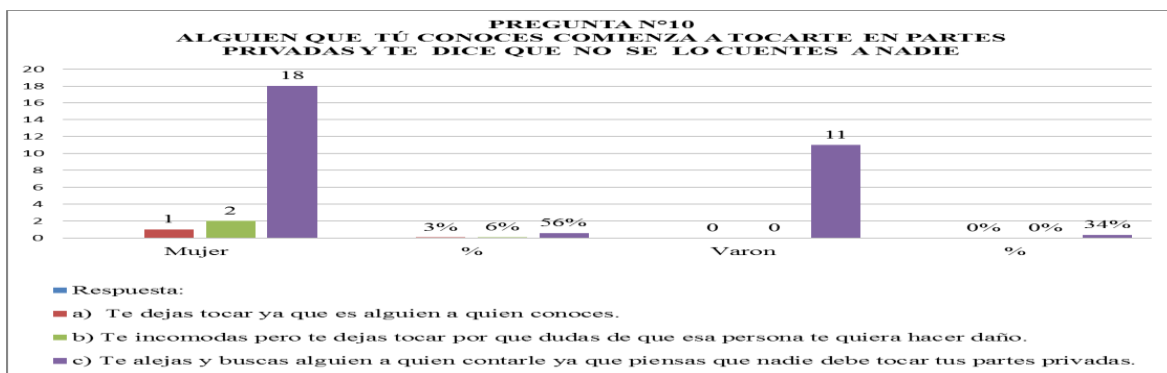 PREGUNTA N°10
ALGUIEN QUE TÚ CONOCES COMIENZA A TOCARTE EN PARTES
PRIVADAS Y TE DICE QUE NO SE LO CUENTES A NADIE
20
18
16
14
12
10
8
6
4
2
0
1
2
18
3%
6%
56%
0
0
11
0%
0%
34%
Mujer
%
Varon
%
Respuesta:
a) Te dejas tocar ya que es alguien a quien conoces.
b) Te incomodas pero te dejas tocar por que dudas de que esa persona te quiera hacer daño.
c) Te alejas y buscas alguien a quien contarle ya que piensas que nadie debe tocar tus partes privadas.